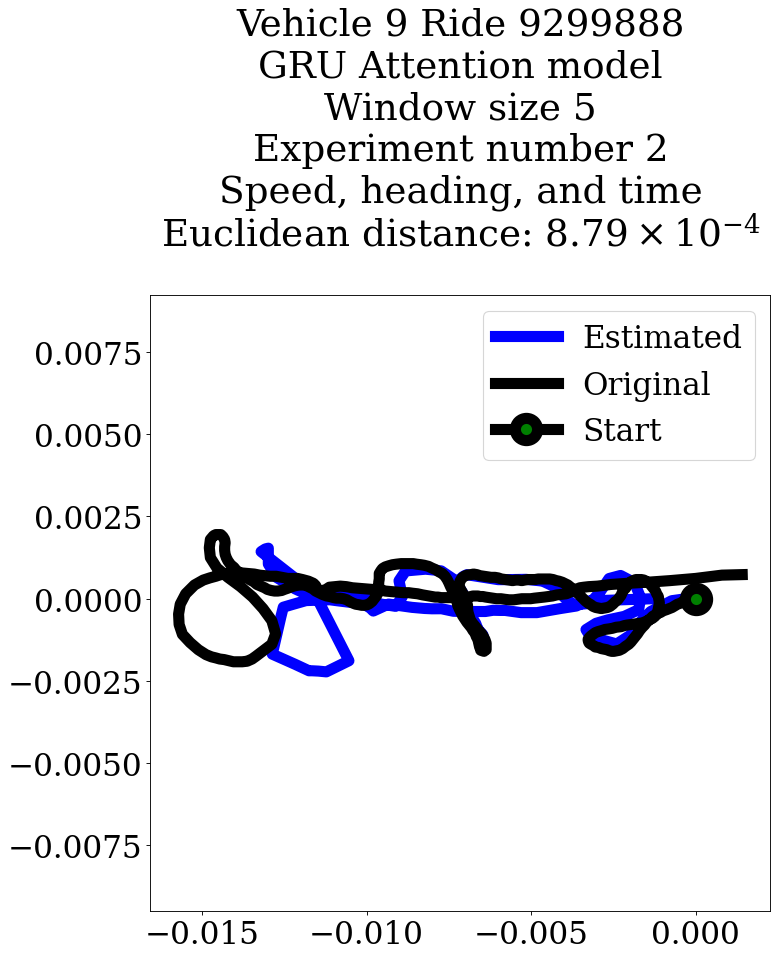 Vehicle 9 Ride 9299888
GRU Attention model
Window size 5
Experiment number 2
Speed, heading, and time
Euclidean distance: 8.79 × 10⁻⁴
Estimated
Original
Start
0.0075
0.0050
0.0025
0.0000
−0.0025
−0.0050
−0.0075
−0.015
−0.010
−0.005
0.000